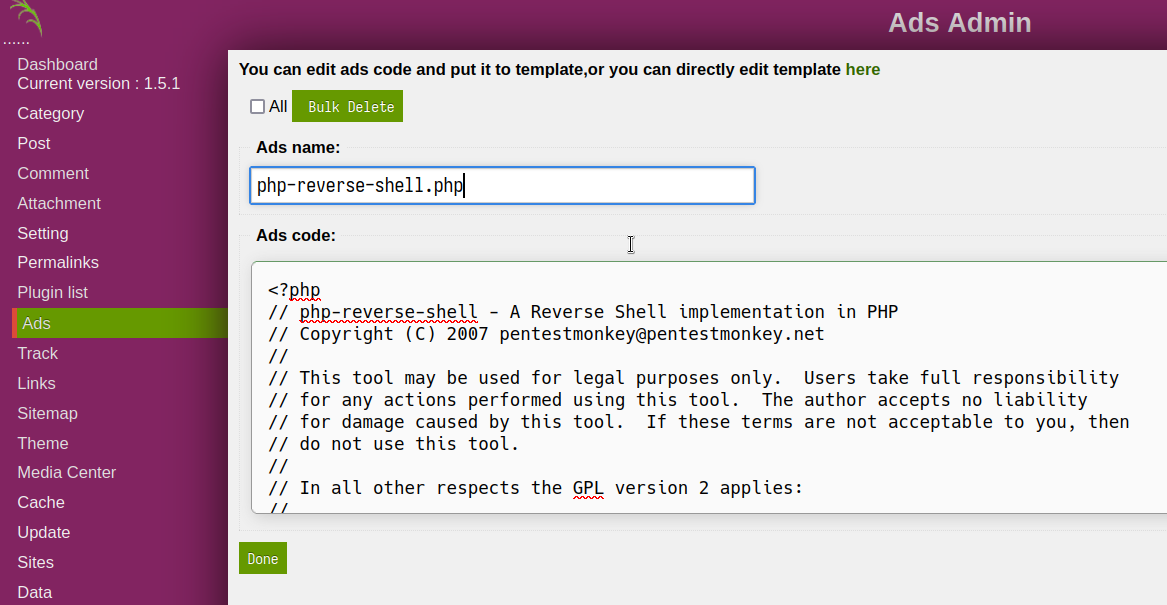 Ads Admin
......
Dashboard
Current version : 1.5.1
Category
Post
Comment
Attachment
Setting
Permalinks
Plugin list
Ads
Track
Links
Sitemap
Theme
Media Center
Cache
Update
Sites
Data
You can edit ads code and put it to template,or you can directly edit template here
All Bulk Delete
Ads name:
php-reverse-shell.php
Ads code:
<?php
// php-reverse-shell - A Reverse Shell implementation in PHP
// Copyright (C) 2007 pentestmonkey@pentestmonkey.net
//
// This tool may be used for legal purposes only.  Users take full responsibility
// for any actions performed using this tool.  The author accepts no liability
// for damage caused by this tool.  If these terms are not acceptable to you, then
// do not use this tool.
//
// In all other respects the GPL version 2 applies:
//
Done